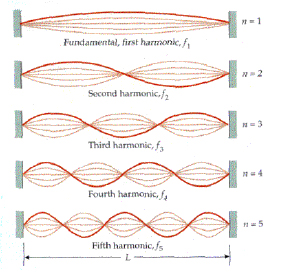 n = 1
Fundamental, first harmonic, f1
n = 2
Second harmonic, f2
n = 3
Third harmonic, f3
n = 4
Fourth harmonic, f4
n = 5
Fifth harmonic, f5
L